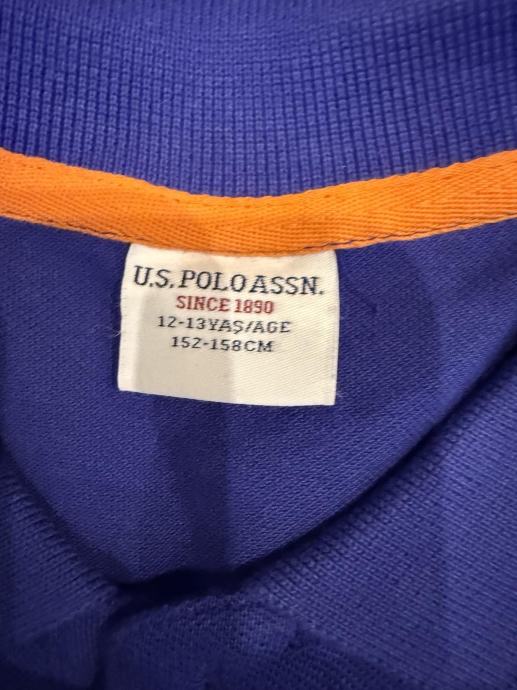 U.S. POLO ASSN.
SINCE 1890
12-13YAŞ/AGE
152-158CM